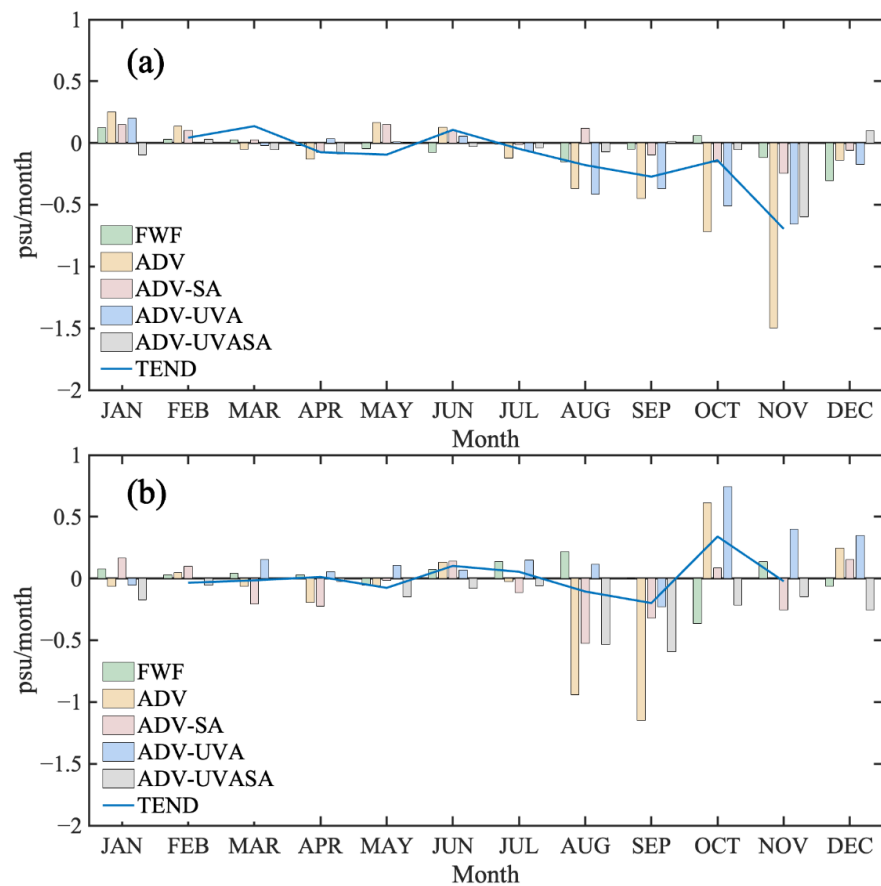 1
(a)
0.5
0
psu/month
−0.5
FWF
ADV
−1
ADV-SA
ADV-UVA
−1.5
ADV-UVASA
TEND
−2
JAN FEB MAR APR MAY JUN JUL AUG SEP OCT NOV DEC
Month
1
(b)
0.5
0
psu/month
−0.5
FWF
ADV
−1
ADV-SA
ADV-UVA
−1.5
ADV-UVASA
TEND
−2
JAN FEB MAR APR MAY JUN JUL AUG SEP OCT NOV DEC
Month